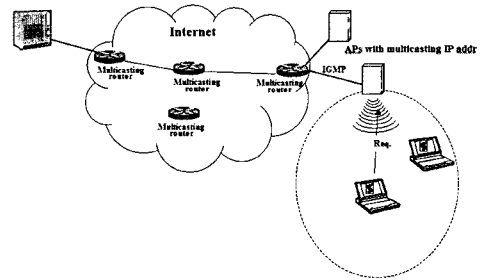 Internet
APs with multicasting IP addr
Multicasting
router
Multicasting
router
Multicasting
router
IGMP
Multicasting
router
Req.